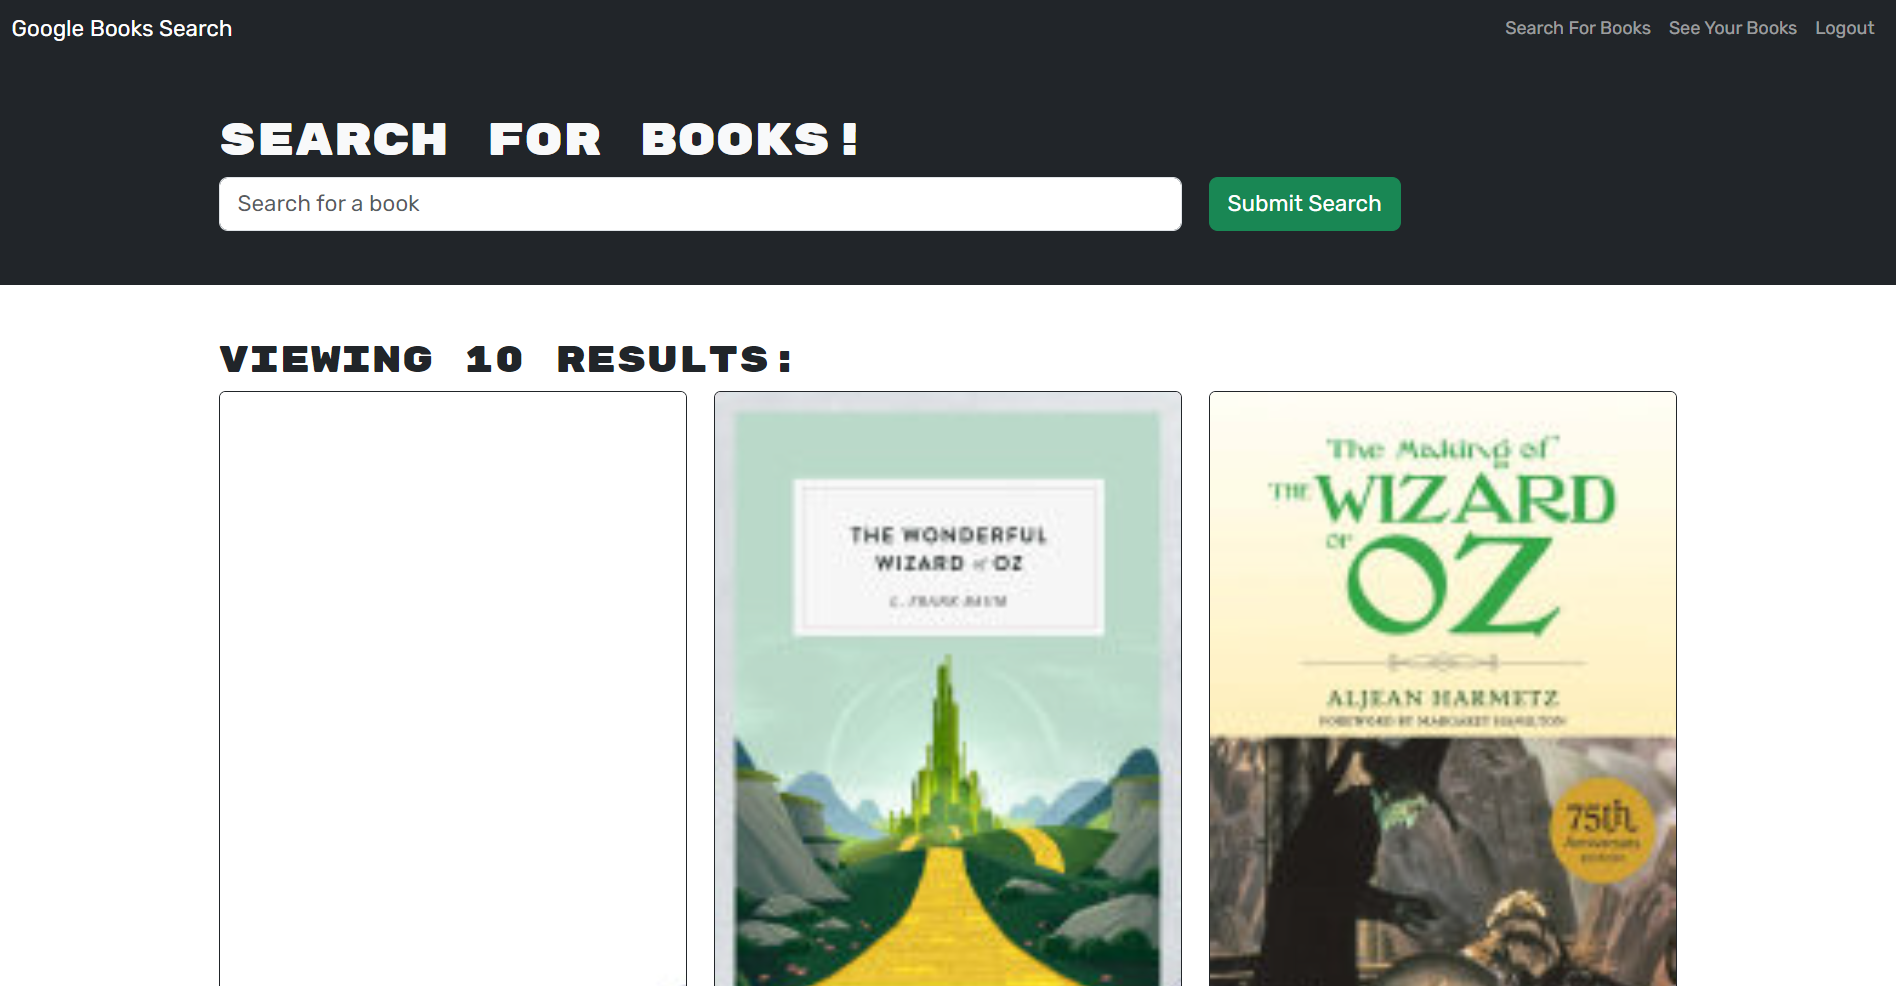 Google Books Search
Search For Books See Your Books Logout
SEARCH FOR BOOKS!
Search for a book
Submit Search
VIEWING 10 RESULTS:
THE WONDERFUL
WIZARD of OZ
L. FRANK BAUM
The Making of
THE WIZARD
OF
OZ
ALJEAN HARMETZ
FOREWORD BY MARGARET HAMILTON
75th
Anniversary